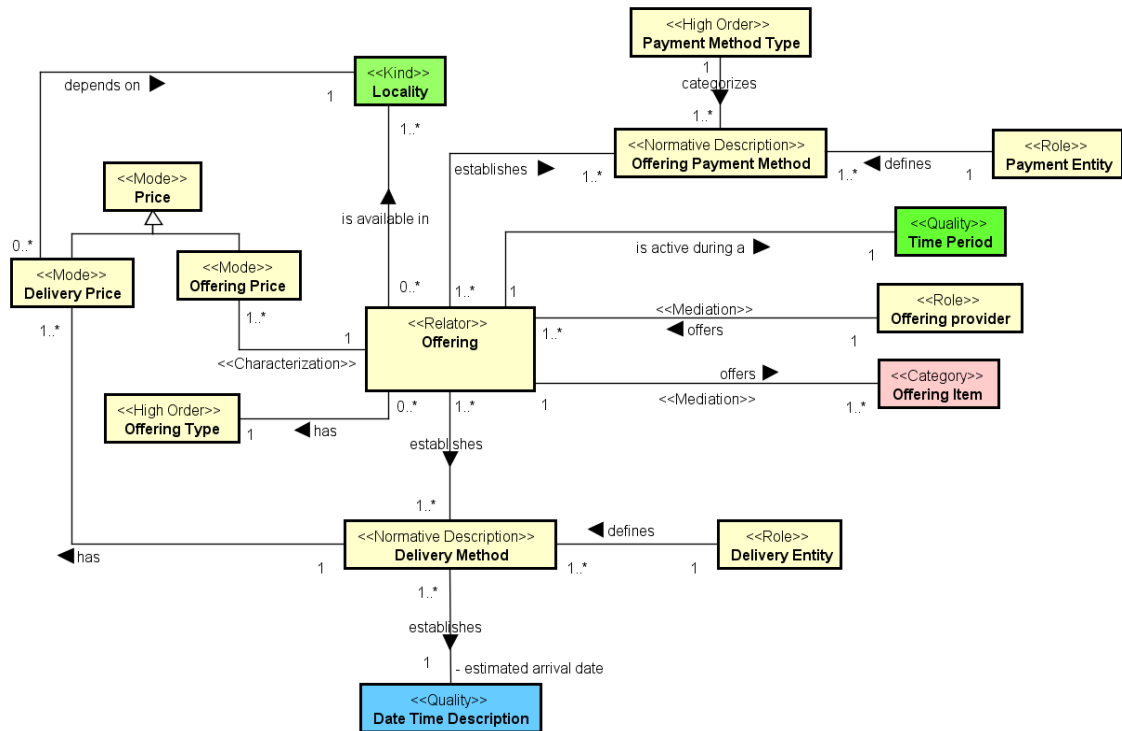 <<High Order>>
Payment Method Type
1
categorizes
1..*
depends on
1
<<Kind>>
Locality
1..*
<<Normative Description>>
Offering Payment Method
establishes
1..*
1..*
defines
1
<<Role>>
Payment Entity
<<Mode>>
Price
is available in
<<Quality>>
Time Period
is active during a
1
0..*
<<Mode>>
Delivery Price
<<Mode>>
Offering Price
1..*
1..*
0..*
1..*
1
<<Relator>>
Offering
1
<<Characterization>>
<<Mediation>>
offers
1..*
1
<<Role>>
Offering provider
offers
<<Mediation>>
1
1..*
<<Category>>
Offering Item
<<High Order>>
Offering Type
1
has
0..*
1..*
establishes
1..*
<<Normative Description>>
Delivery Method
has
1
defines
1..*
1
<<Role>>
Delivery Entity
1..*
establishes
1
- estimated arrival date
<<Quality>>
Date Time Description